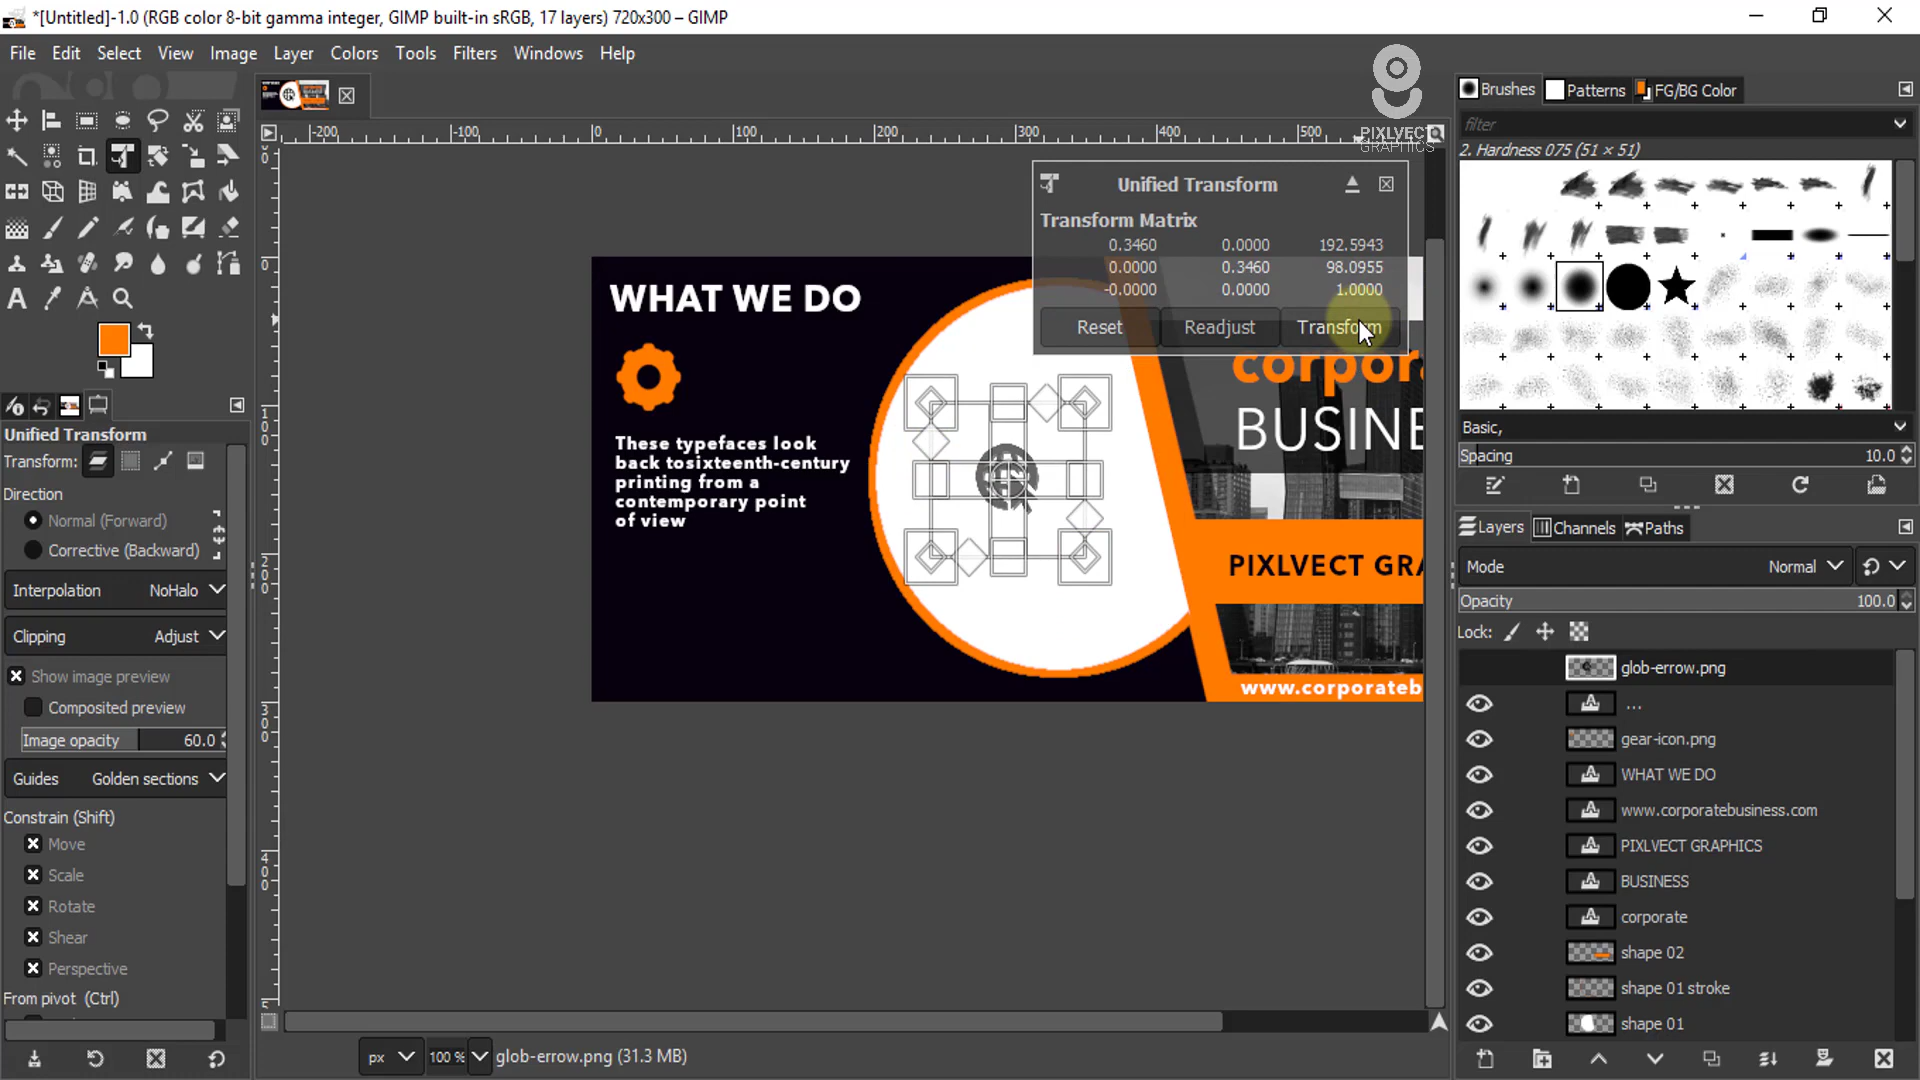 *[Untitled]-1.0 (RGB color 8-bit gamma integer, GIMP built-in sRGB, 17 layers) 720x300 – GIMP
File Edit Select View Image Layer Colors Tools Filters Windows Help
PIXLVECT
GRAPHICS
Brushes Patterns FG/BG Color
filter
2. Hardness 075 (51 × 51)
Basic,
Spacing 10.0
-200 -100 0 100 200 300 400 500
0
100
200
300
400
5
Unified Transform
Transform Matrix
0.3460 0.0000 192.5943
0.0000 0.3460 98.0955
-0.0000 0.0000 1.0000
Reset Readjust Transform
WHAT WE DO
These typefaces look
back tosixteenth-century
printing from a
contemporary point
of view
corpor
BUSINE
PIXLVECT GRA
www.corporateb
Unified Transform
Transform:
Direction
Normal (Forward)
Corrective (Backward)
Interpolation NoHalo
Clipping Adjust
Show image preview
Composited preview
Image opacity 60.0
Guides Golden sections
Constrain (Shift)
Move
Scale
Rotate
Shear
Perspective
From pivot (Ctrl)
Layers Channels Paths
Mode Normal
Opacity 100.0
Lock:
glob-errow.png
...
gear-icon.png
WHAT WE DO
www.corporatebusiness.com
PIXLVECT GRAPHICS
BUSINESS
corporate
shape 02
shape 01 stroke
shape 01
px 100 % glob-errow.png (31.3 MB)